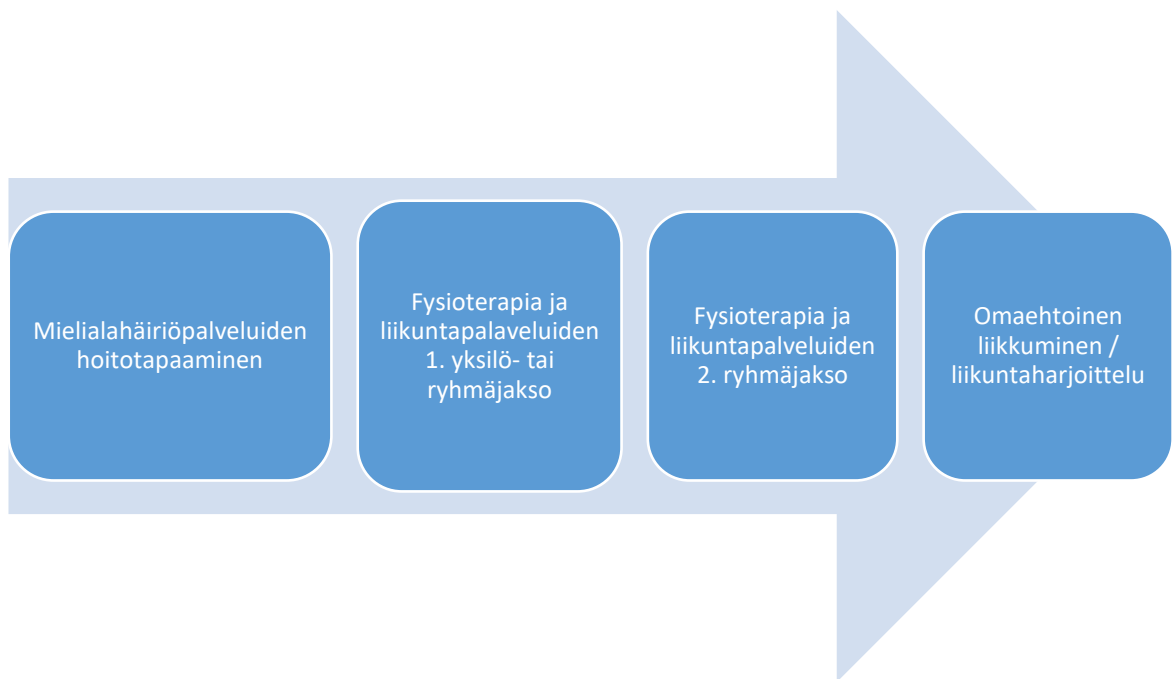 Mielialahäiriöpalveluiden
hoitotapaaminen
Fysioterapia ja
liikuntapalaveluiden
1. yksilö- tai
ryhmäjakso
Fysioterapia ja
liikuntapalveluiden
2. ryhmäjakso
Omaehtoinen
liikkuminen /
liikuntaharjoittelu